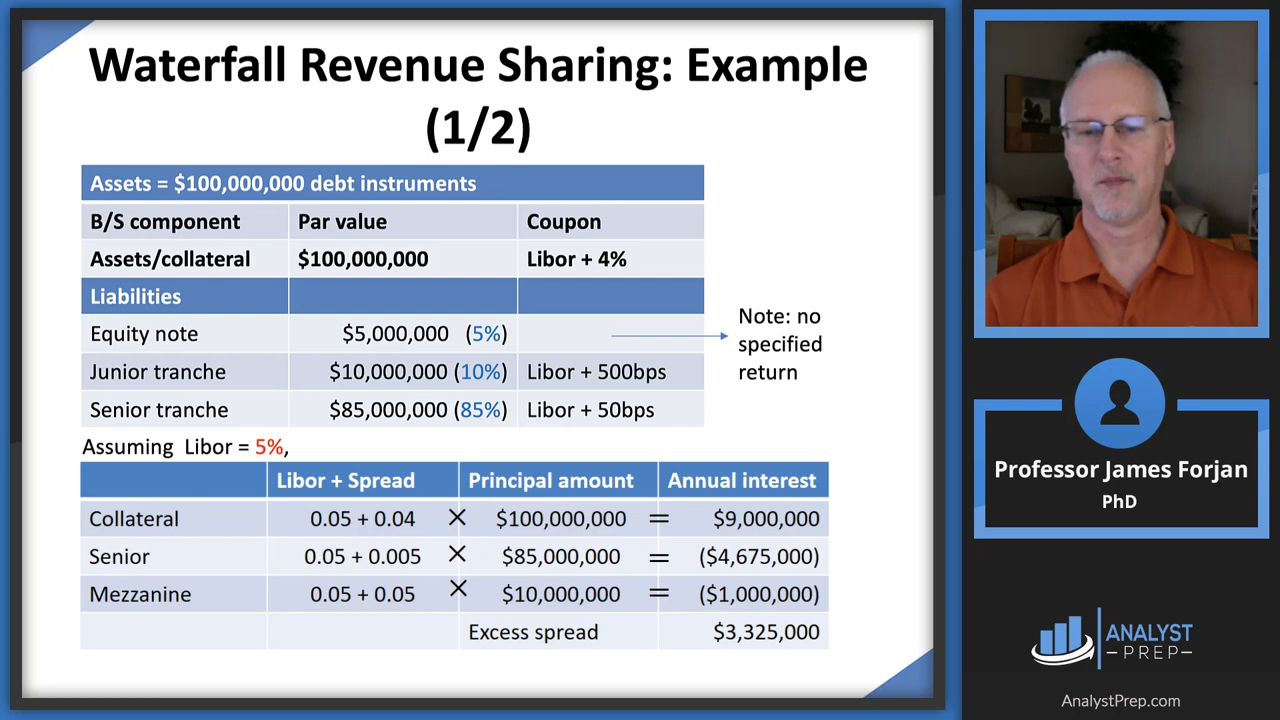 Waterfall Revenue Sharing: Example
(1/2)
Assets = $100,000,000 debt instruments
B/S component Par value Coupon
Assets/collateral $100,000,000 Libor + 4%
Liabilities
Equity note $5,000,000 (5%)
Junior tranche $10,000,000 (10%) Libor + 500bps
Senior tranche $85,000,000 (85%) Libor + 50bps
Note: no
specified
return
Assuming Libor = 5%,
Libor + Spread Principal amount Annual interest
Collateral 0.05 + 0.04 × $100,000,000 = $9,000,000
Senior 0.05 + 0.005 × $85,000,000 = ($4,675,000)
Mezzanine 0.05 + 0.05 × $10,000,000 = ($1,000,000)
Excess spread $3,325,000
Professor James Forjan
PhD
ANALYST
PREP
AnalystPrep.com